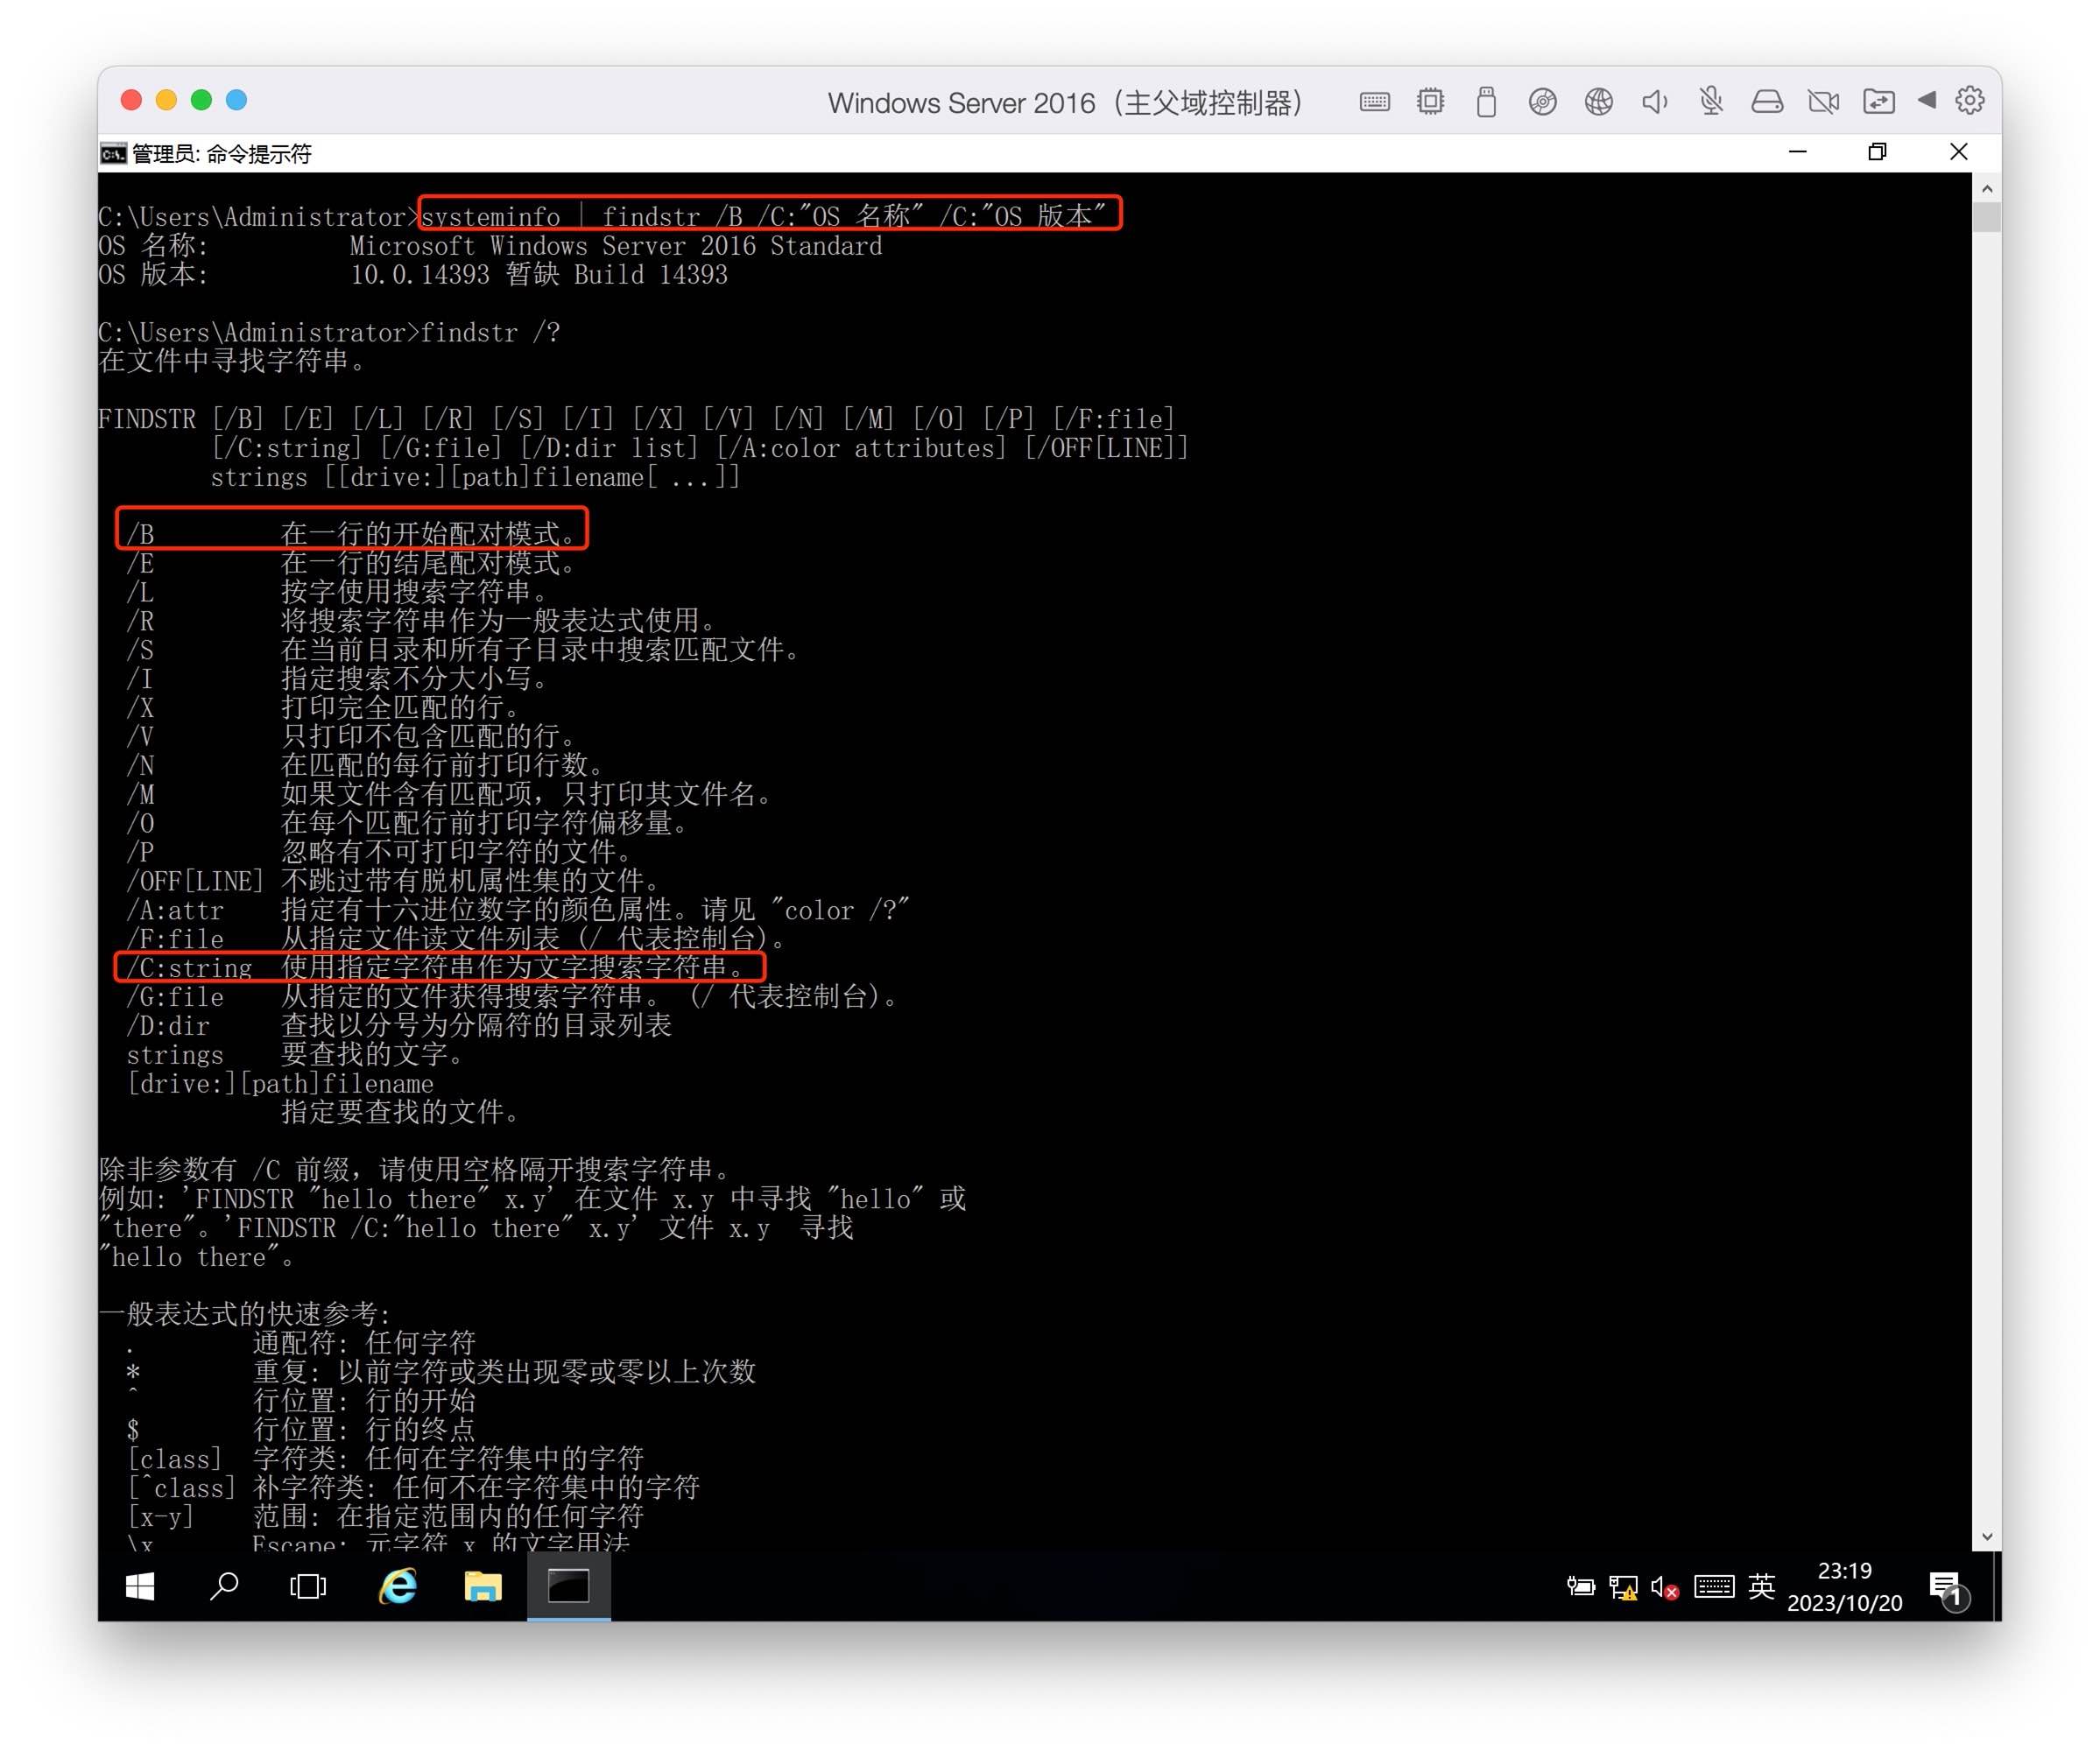 Windows Server 2016（主父域控制器）
管理员: 命令提示符
C:\Users\Administrator>systeminfo | findstr /B /C:"OS 名称" /C:"OS 版本"
OS 名称:          Microsoft Windows Server 2016 Standard
OS 版本:          10.0.14393 暂缺 Build 14393
C:\Users\Administrator>findstr /?
在文件中寻找字符串。
FINDSTR [/B] [/E] [/L] [/R] [/S] [/I] [/X] [/V] [/N] [/M] [/O] [/P] [/F:file]
        [/C:string] [/G:file] [/D:dir list] [/A:color attributes] [/OFF[LINE]]
        strings [[drive:][path]filename[ ...]]
  /B         在一行的开始配对模式。
  /E         在一行的结尾配对模式。
  /L         按字使用搜索字符串。
  /R         将搜索字符串作为一般表达式使用。
  /S         在当前目录和所有子目录中搜索匹配文件。
  /I         指定搜索不分大小写。
  /X         打印完全匹配的行。
  /V         只打印不包含匹配的行。
  /N         在匹配的每行前打印行数。
  /M         如果文件含有匹配项，只打印其文件名。
  /O         在每个匹配行前打印字符偏移量。
  /P         忽略有不可打印字符的文件。
  /OFF[LINE] 不跳过带有脱机属性集的文件。
  /A:attr    指定有十六进位数字的颜色属性。请见 "color /?"
  /F:file    从指定文件读文件列表 (/ 代表控制台)。
  /C:string  使用指定字符串作为文字搜索字符串。
  /G:file    从指定的文件获得搜索字符串。 (/ 代表控制台)。
  /D:dir     查找以分号为分隔符的目录列表
  strings    要查找的文字。
  [drive:][path]filename
             指定要查找的文件。
除非参数有 /C 前缀，请使用空格隔开搜索字符串。
例如: 'FINDSTR "hello there" x.y' 在文件 x.y 中寻找 "hello" 或
"there"。'FINDSTR /C:"hello there" x.y' 文件 x.y  寻找
"hello there"。
一般表达式的快速参考:
  .        通配符: 任何字符
  *        重复: 以前字符或类出现零或零以上次数
  ^        行位置: 行的开始
  $        行位置: 行的终点
  [class]  字符类: 任何在字符集中的字符
  [^class] 补字符类: 任何不在字符集中的字符
  [x-y]    范围: 在指定范围内的任何字符
  \x       Escape: 元字符 x 的文字用法
英
23:19
2023/10/20
1